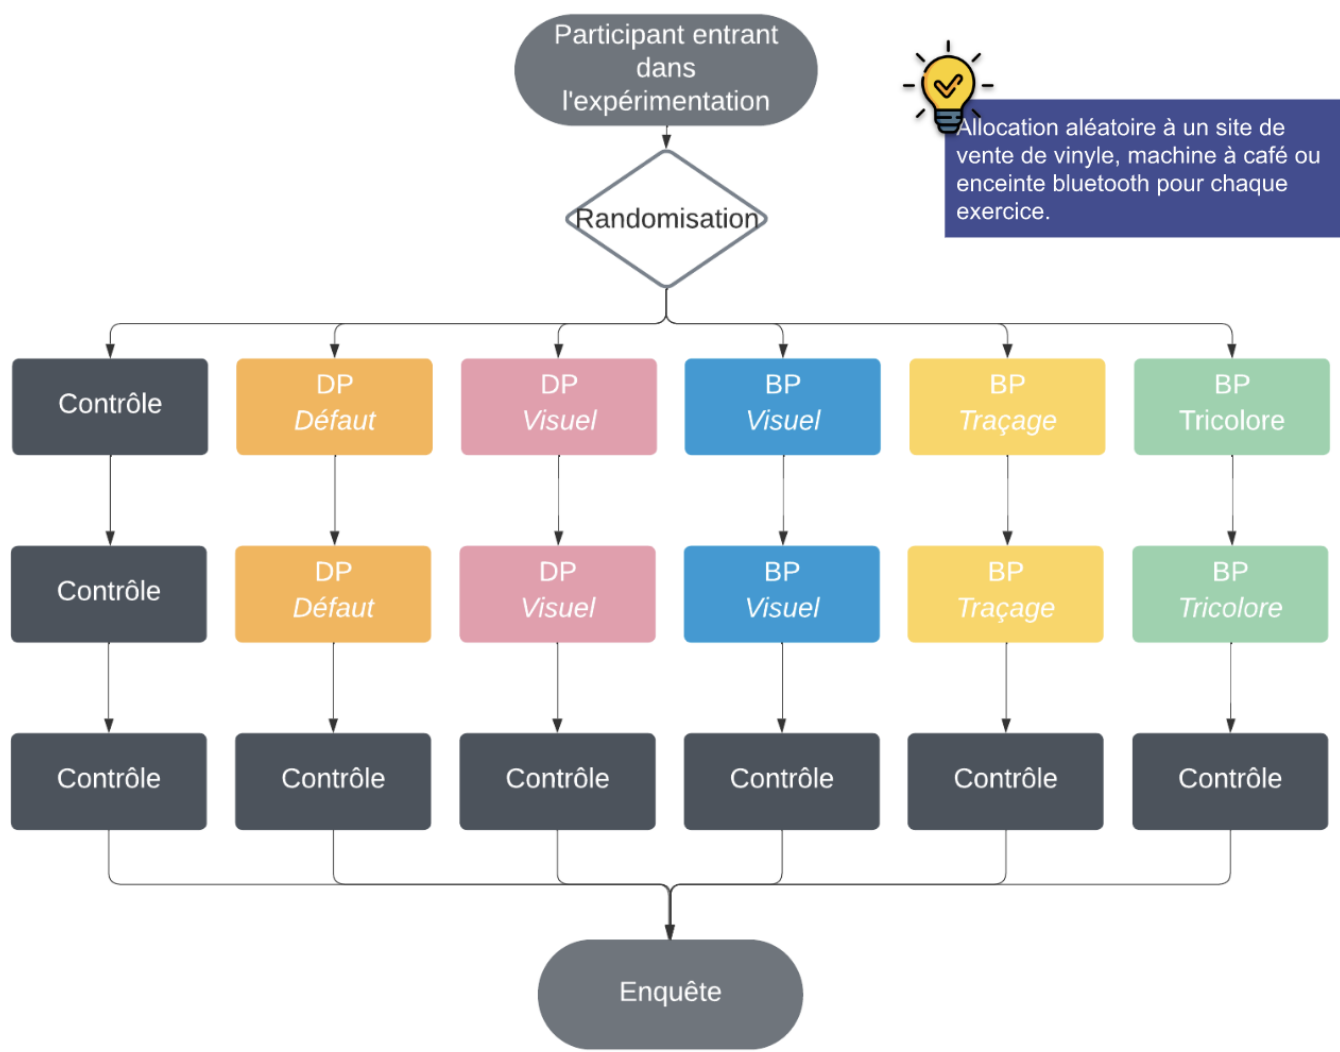 Participant entrant
dans
l'expérimentation
Allocation aléatoire à un site de
vente de vinyle, machine à café ou
enceinte bluetooth pour chaque
exercice.
Randomisation
Contrôle
DP
Défaut
DP
Visuel
BP
Visuel
BP
Traçage
BP
Tricolore
Contrôle
DP
Défaut
DP
Visuel
BP
Visuel
BP
Traçage
BP
Tricolore
Contrôle
Contrôle
Contrôle
Contrôle
Contrôle
Contrôle
Enquête